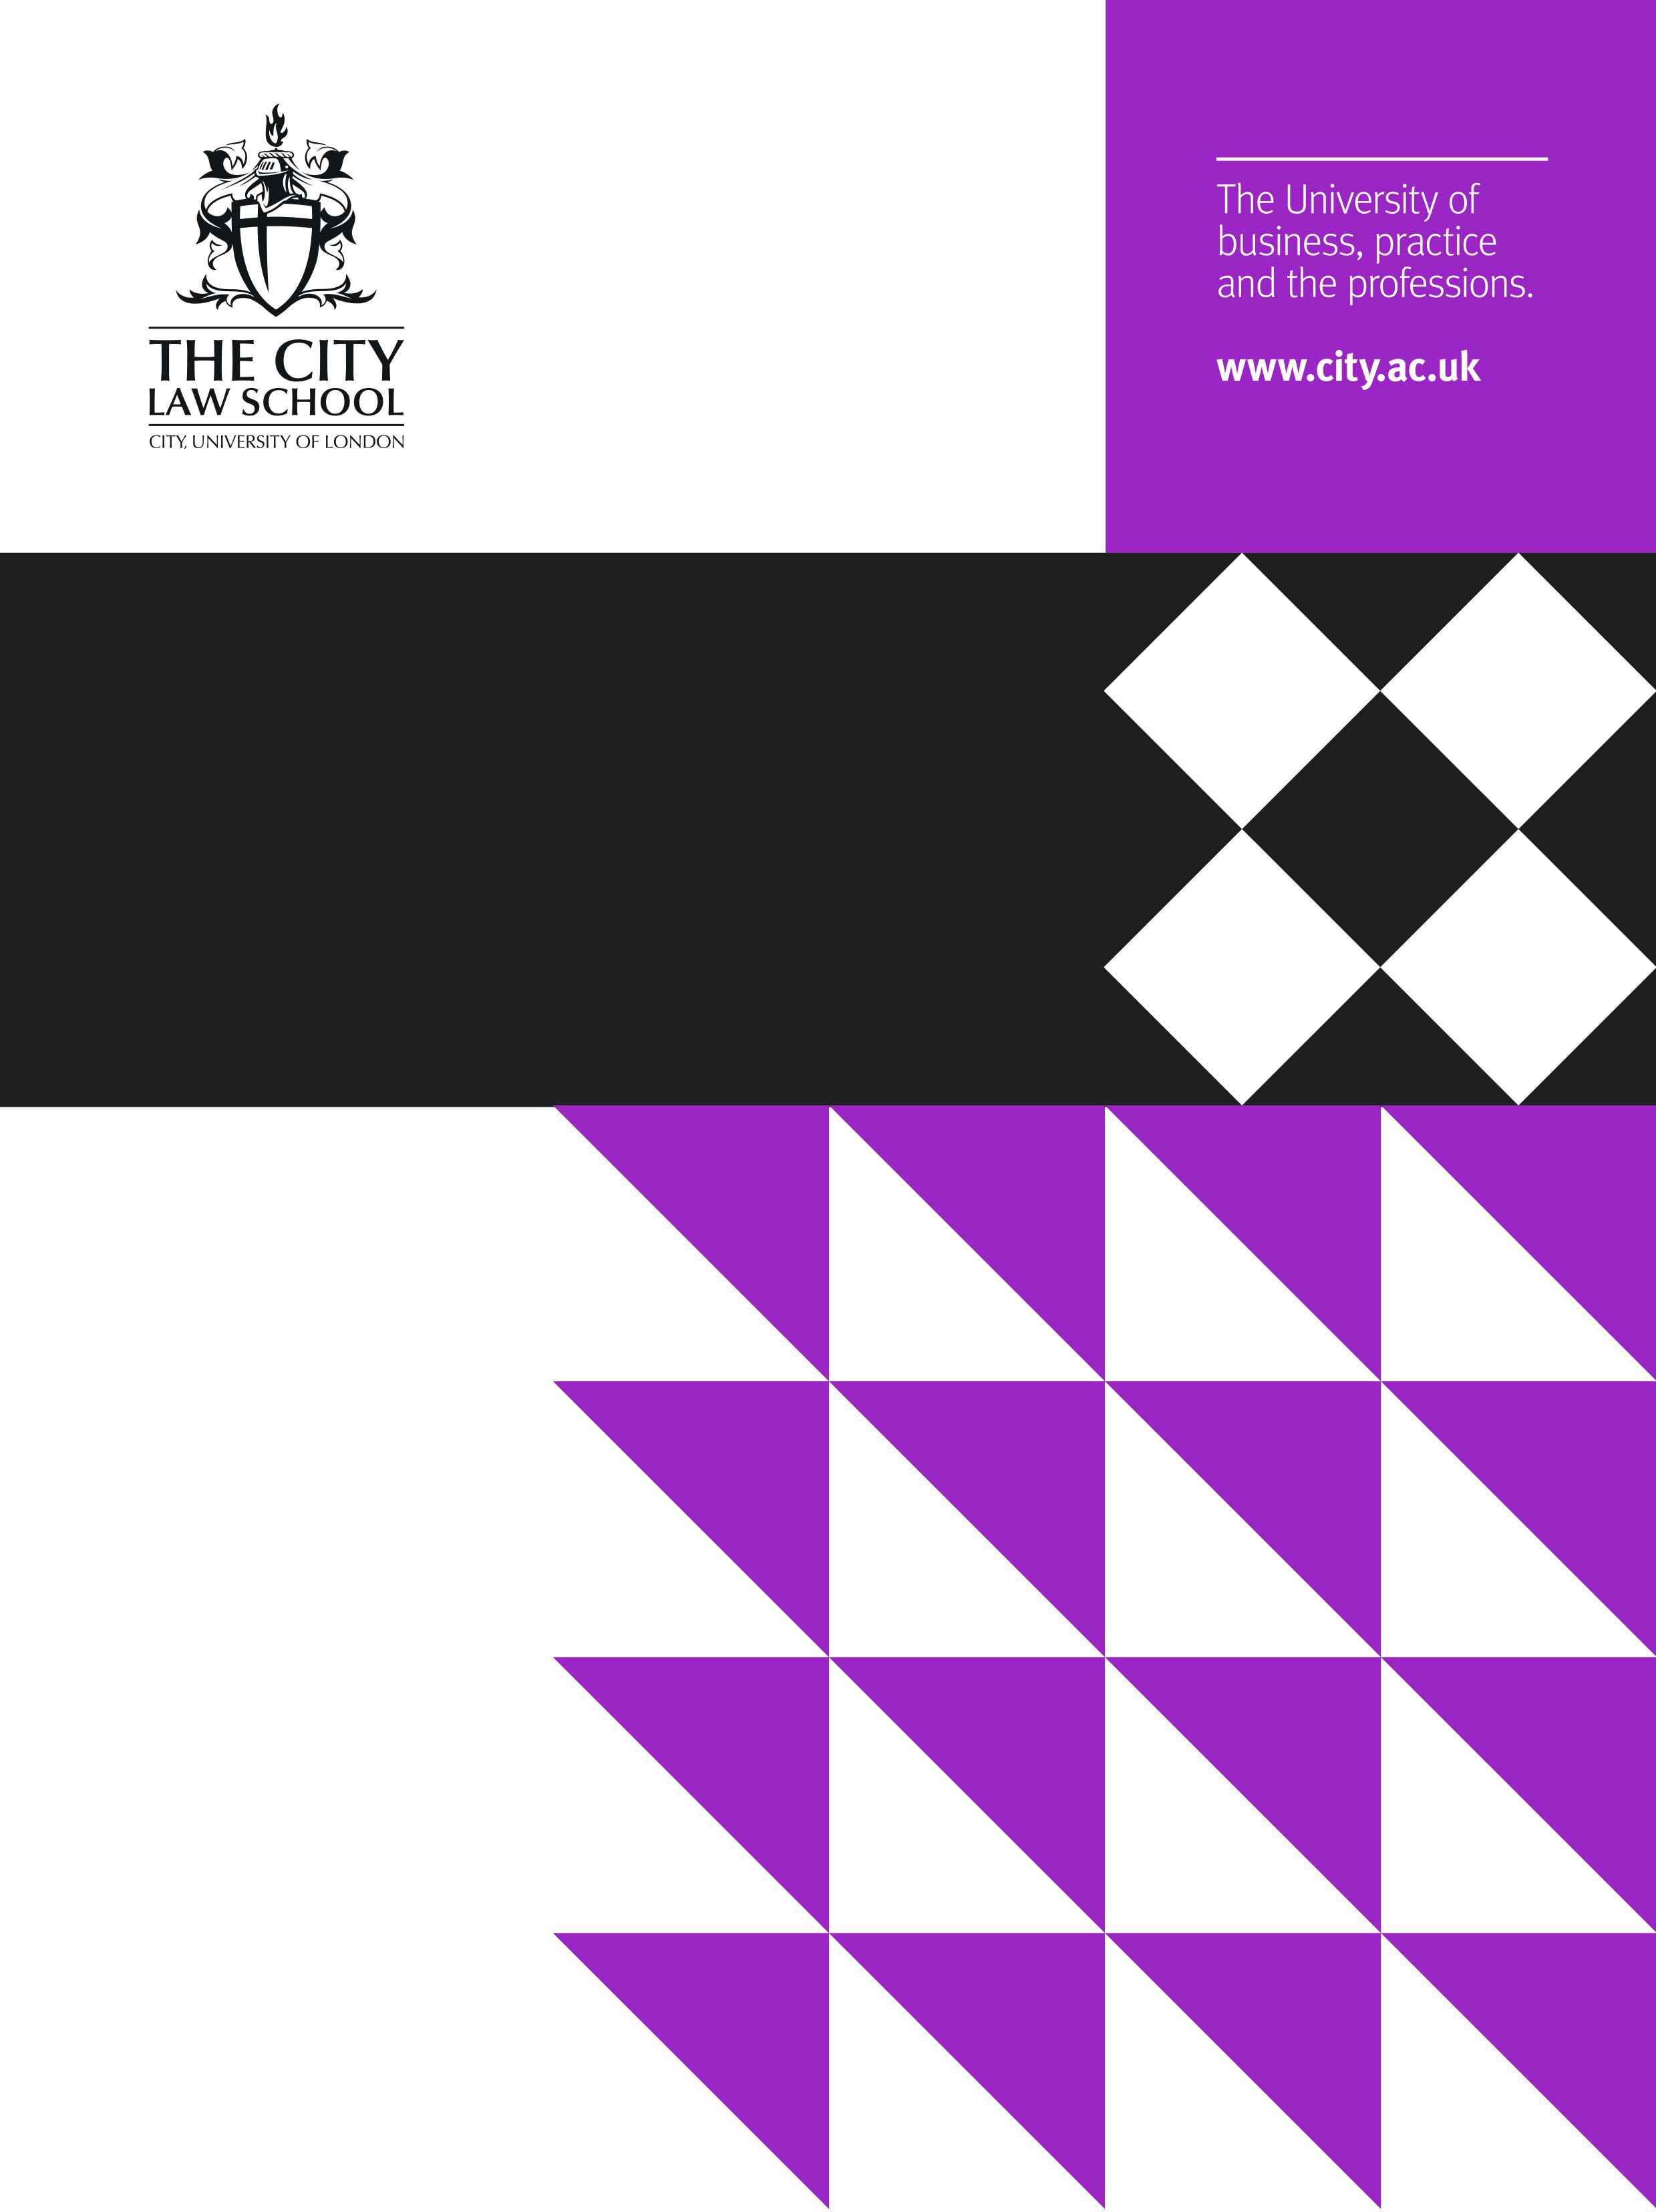 THE CITY
LAW SCHOOL
CITY, UNIVERSITY OF LONDON
The University of
business, practice
and the professions.
www.city.ac.uk